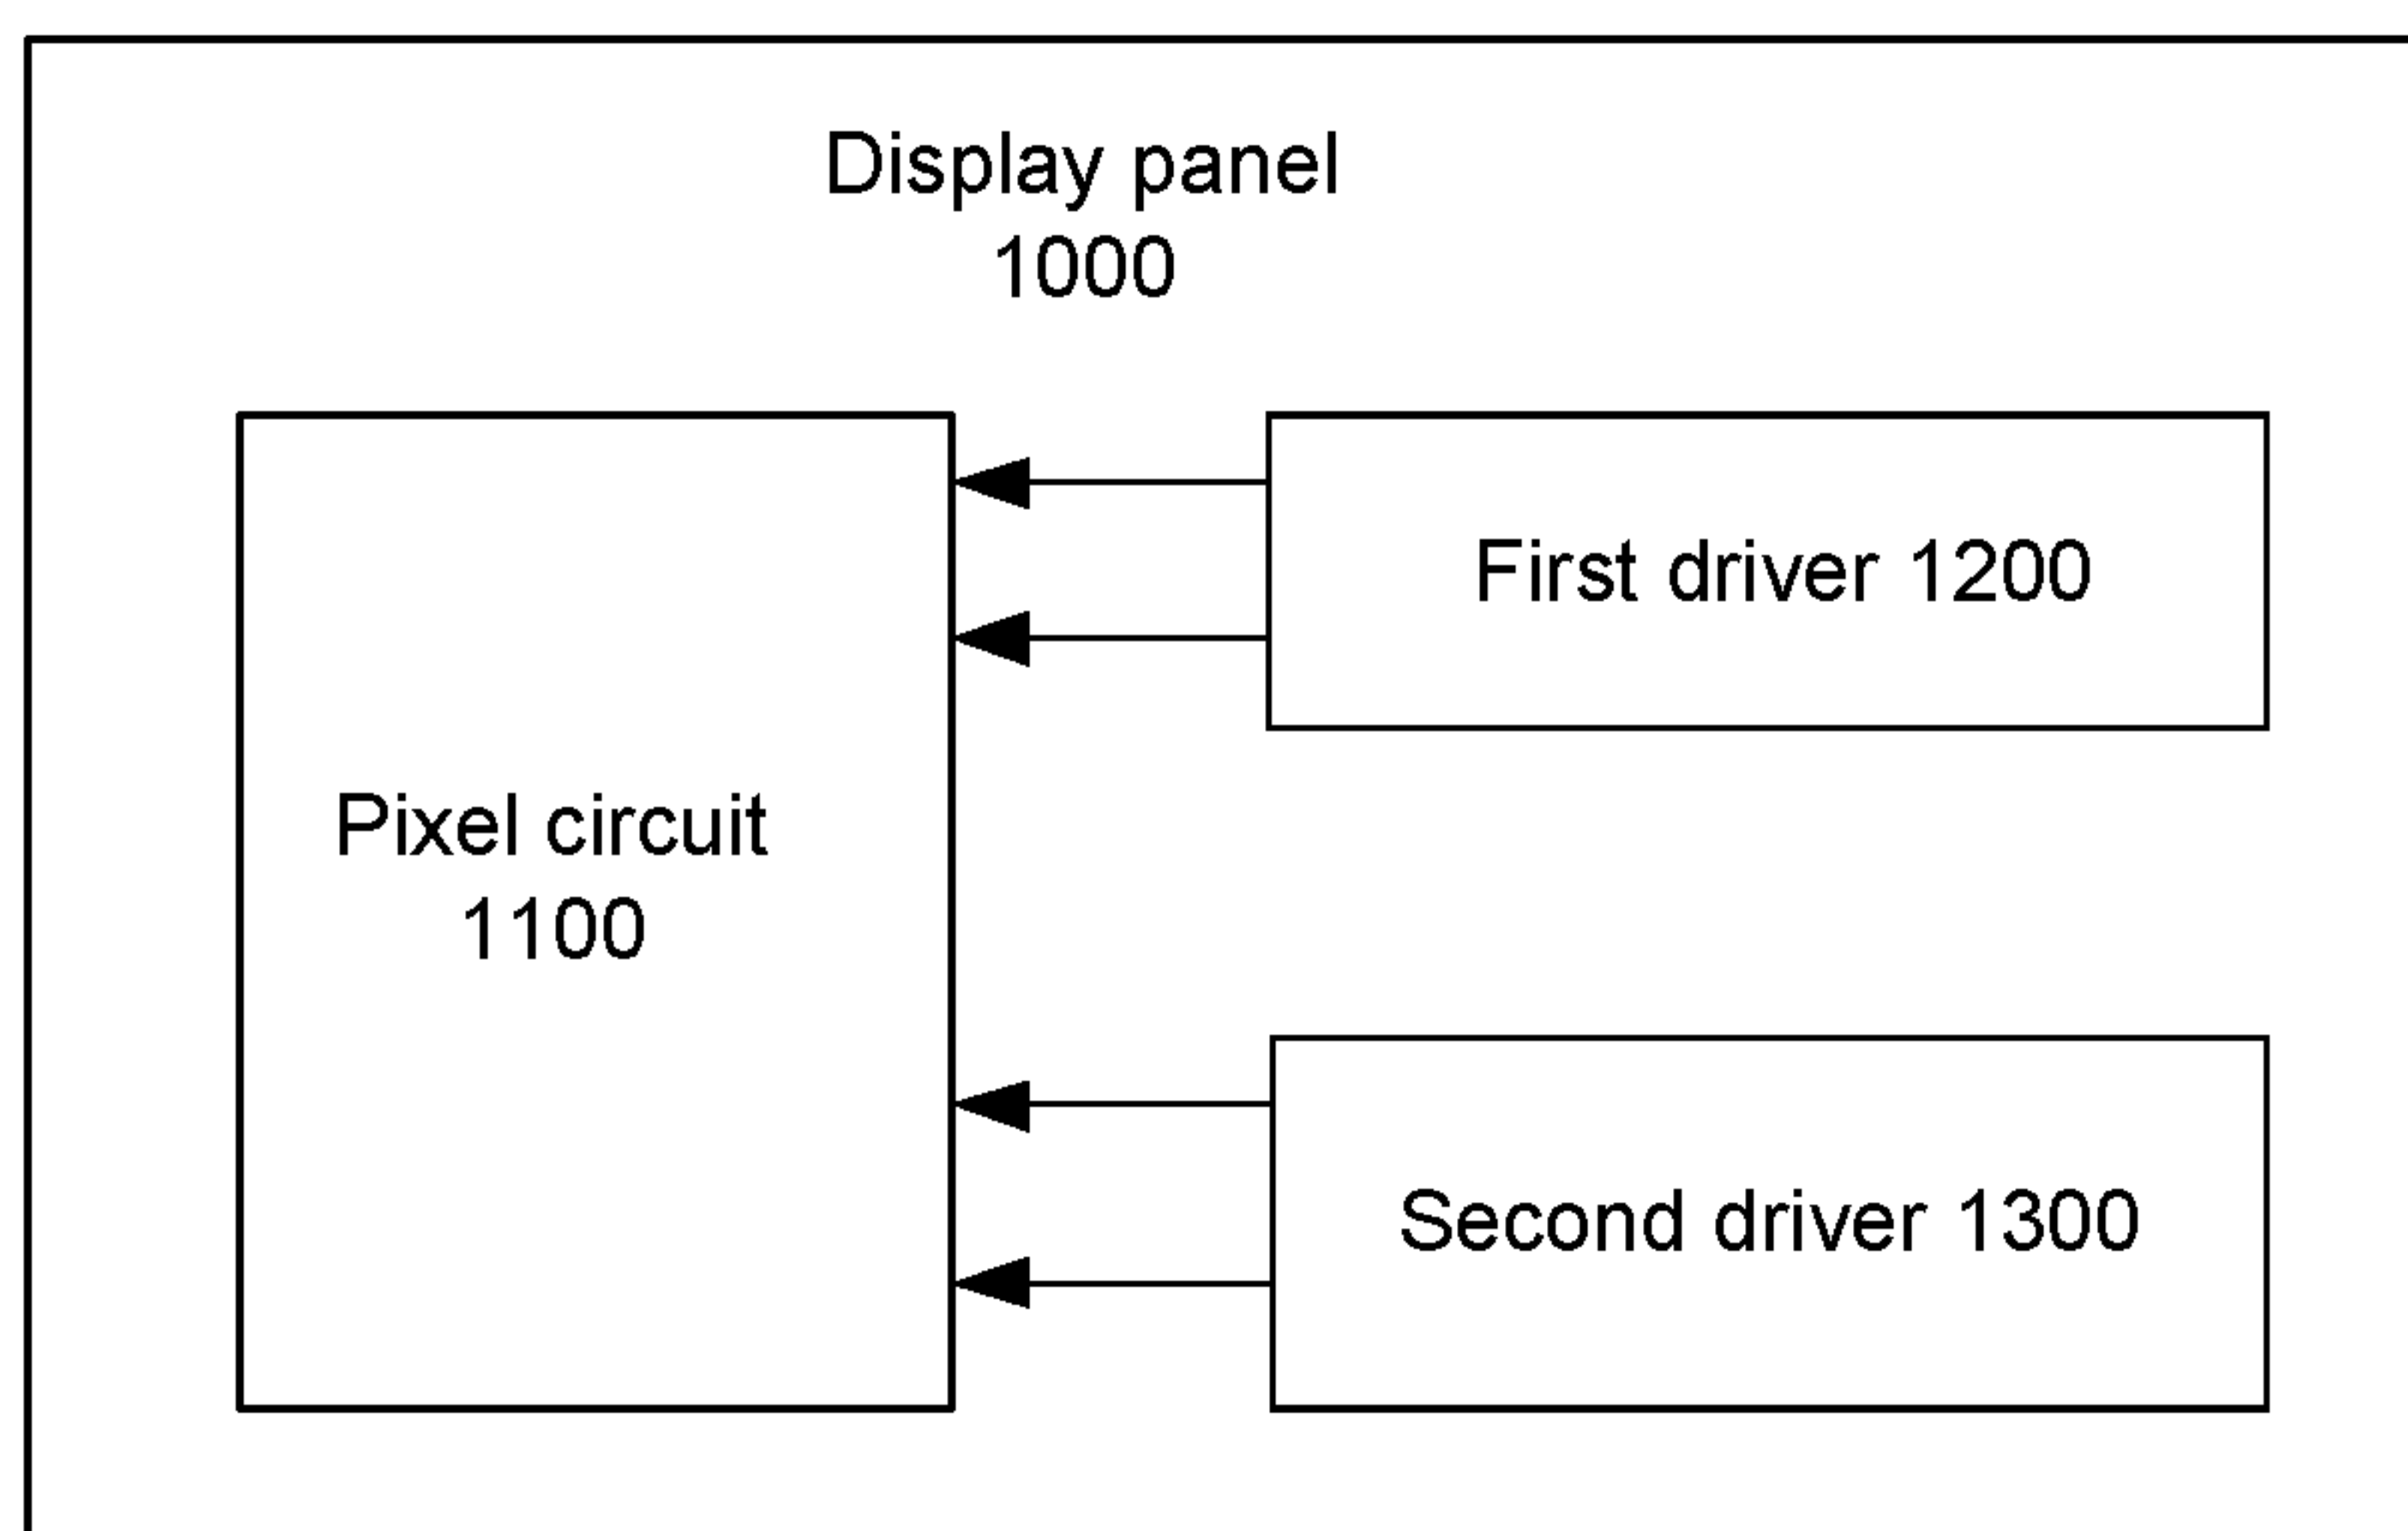 Display panel
1000
First driver 1200
Pixel circuit
1100
Second driver 1300